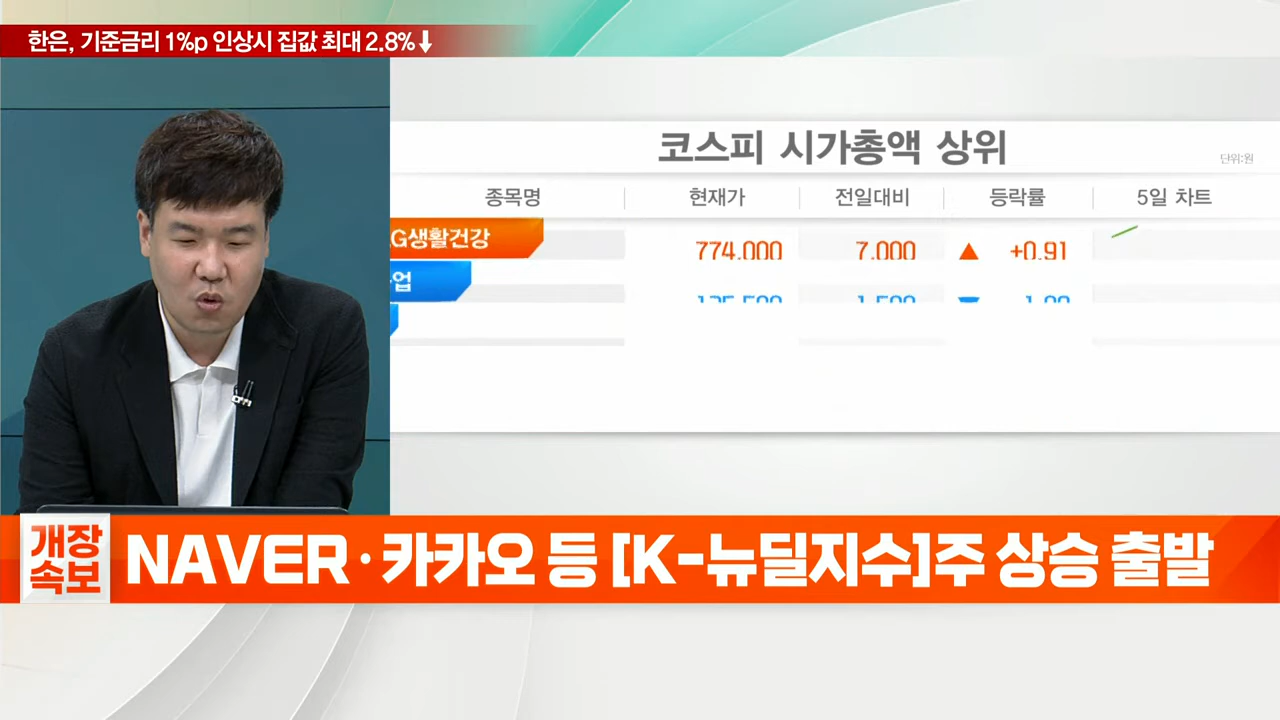 한은, 기준금리 1%p 인상시 집값 최대 2.8%⬇
코스피 시가총액 상위
단위:원
종목명 현재가 전일대비 등락률 5일 차트
G생활건강 774,000 7,000 ▲ +0.91
업
개장 속보
NAVER·카카오 등 [K-뉴딜지수]주 상승 출발